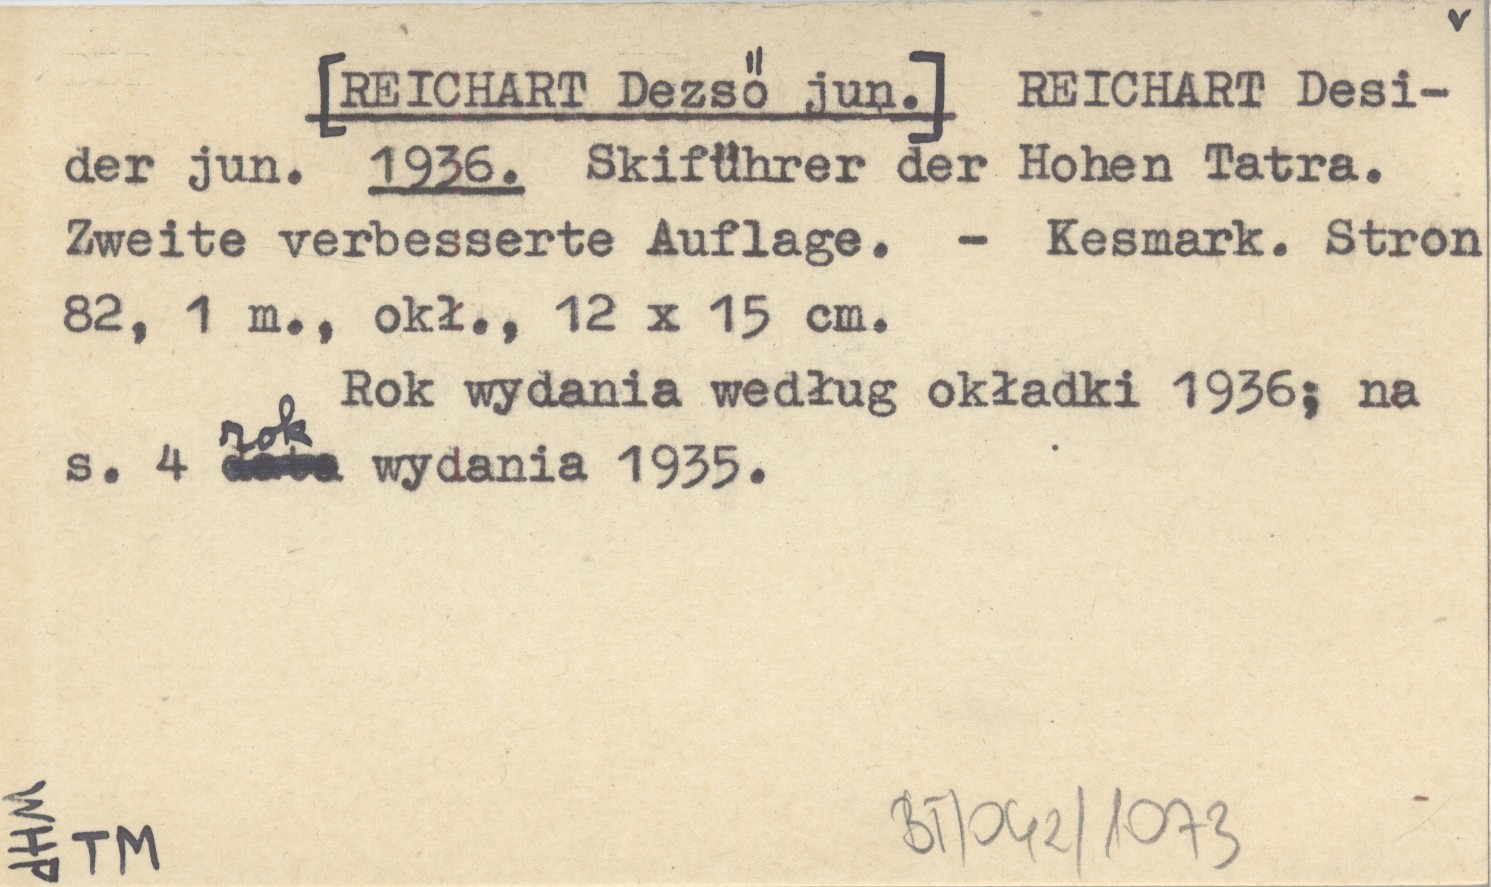 v
[REICHART Dezső jun.] REICHART Desi-
der jun. 1936. Skiführer der Hohen Tatra.
Zweite verbesserte Auflage. - Kesmark. Stron
82, 1 m., okł., 12 x 15 cm.
Rok wydania według okładki 1936; na
s. 4 rok wydania 1935.
WHP TM
BT/042/1073